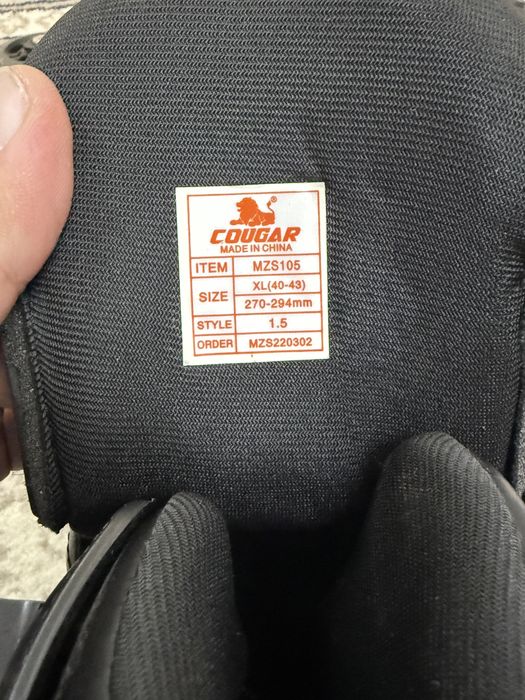 ®
COUGAR
MADE IN CHINA
ITEM MZS105
SIZE XL(40-43)
270-294mm
STYLE 1.5
ORDER MZS220302